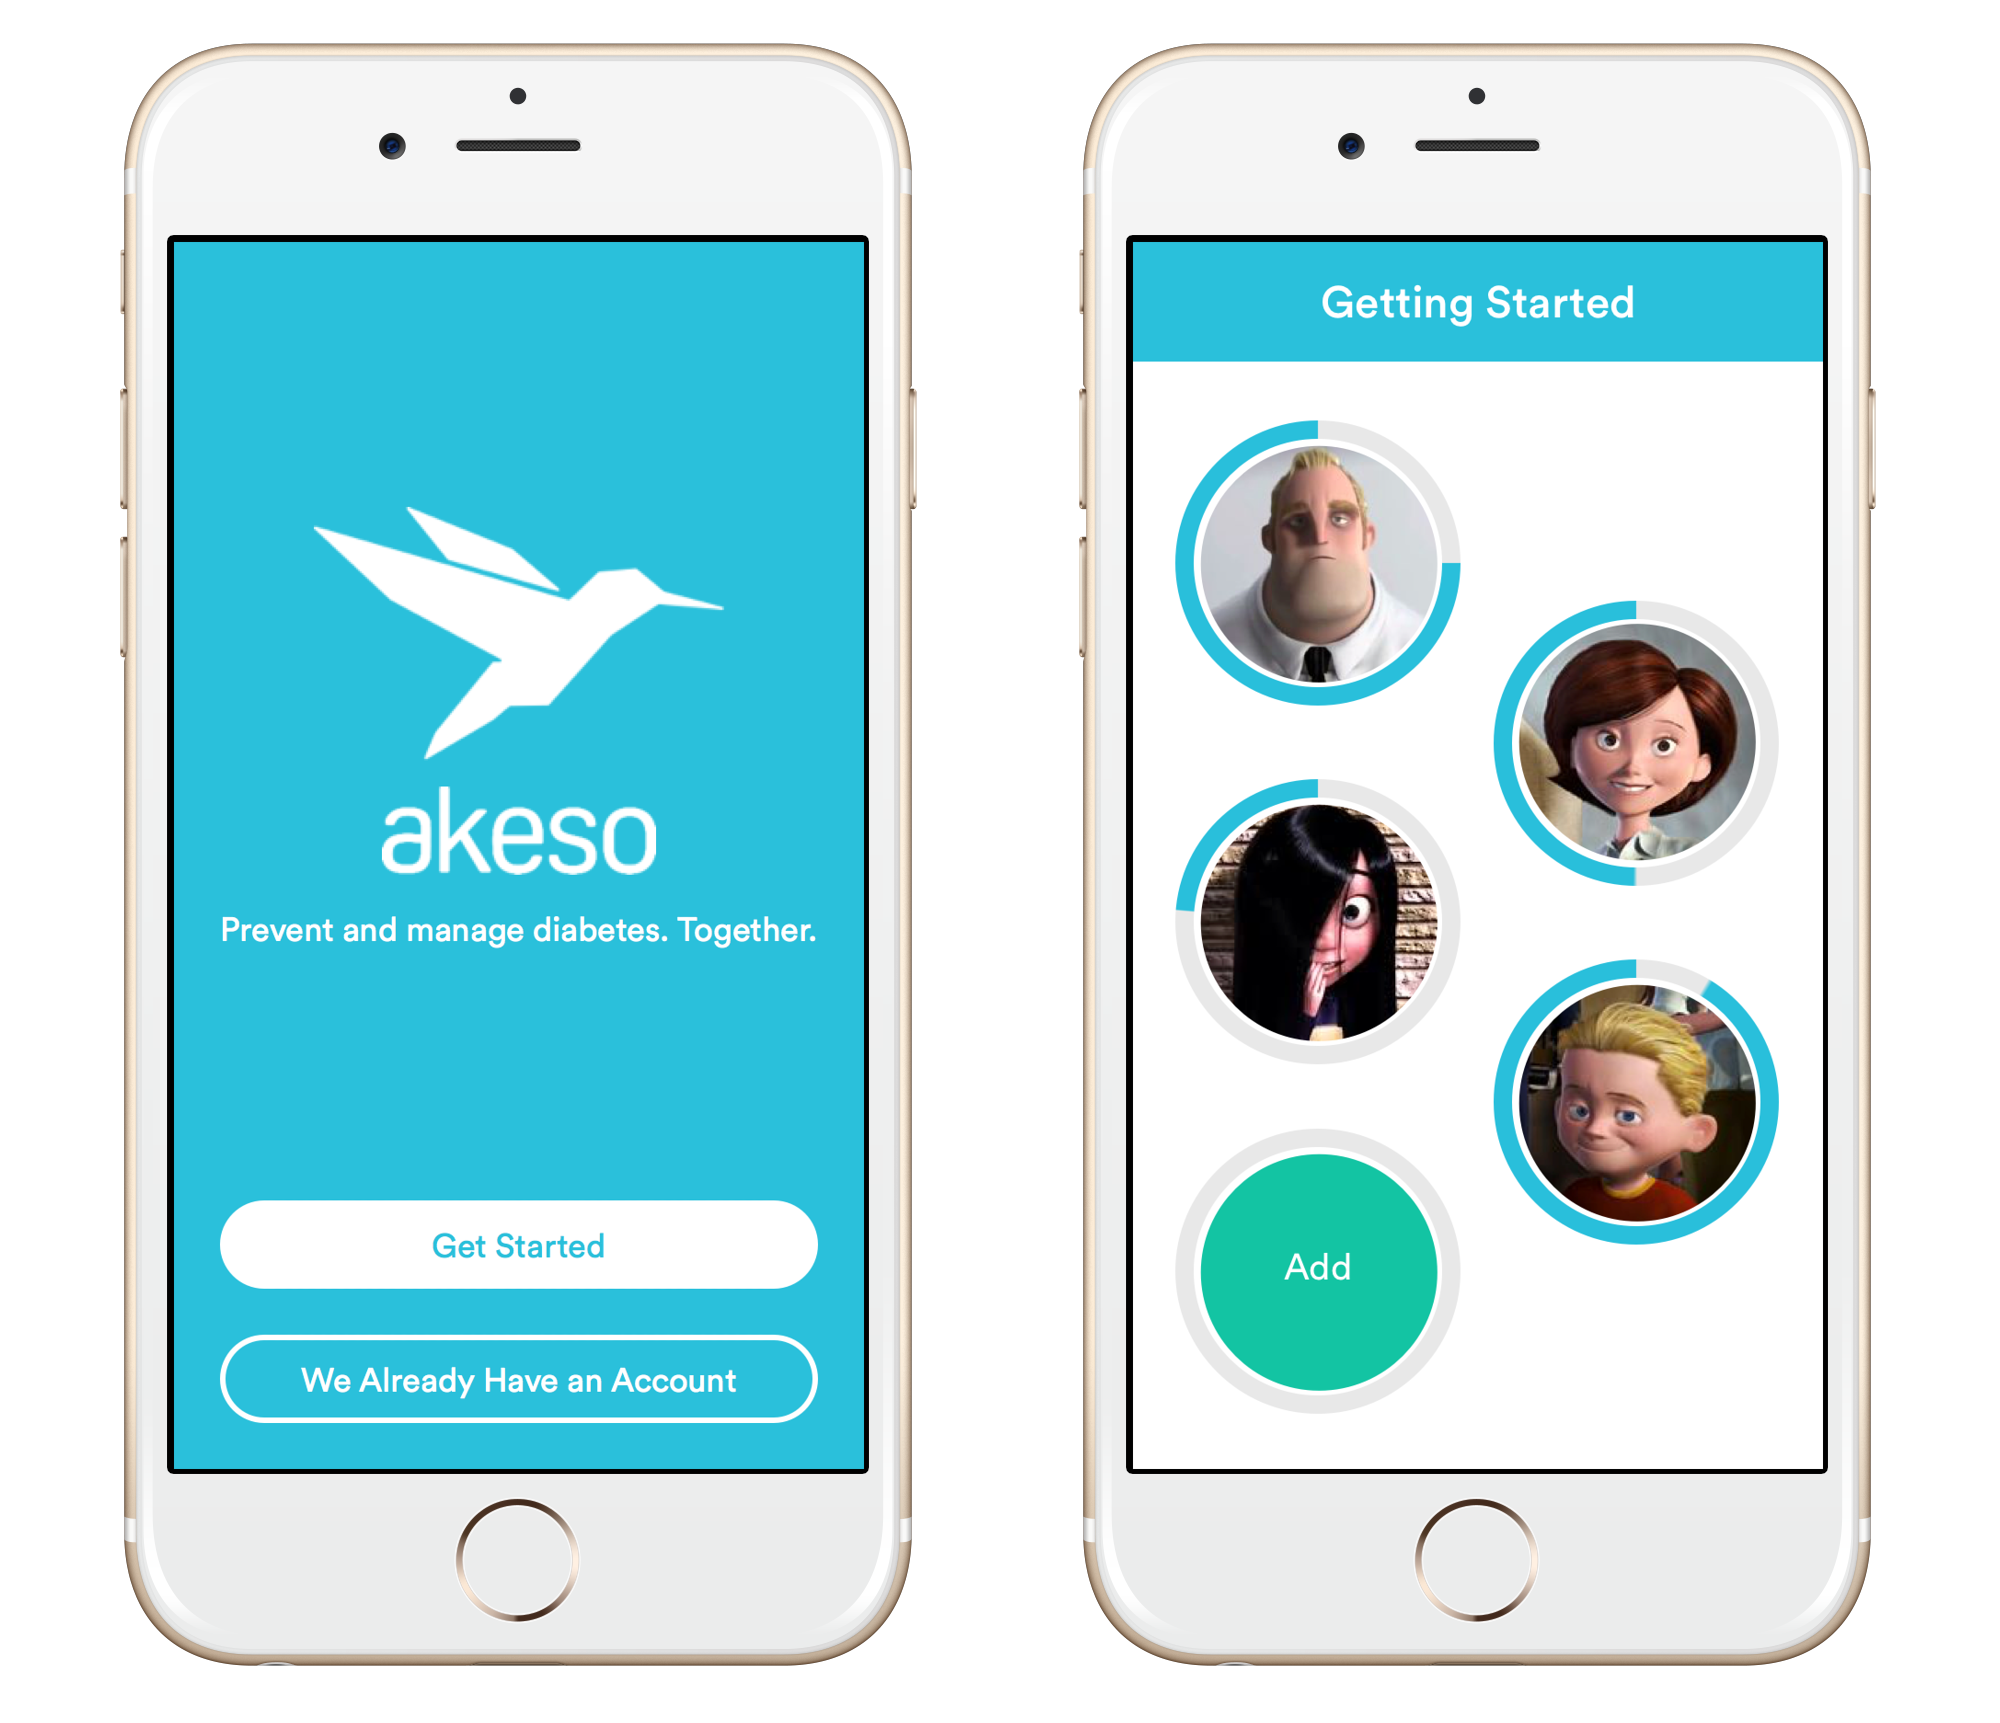 akeso
Prevent and manage diabetes. Together.
Get Started
We Already Have an Account
Getting Started
Add